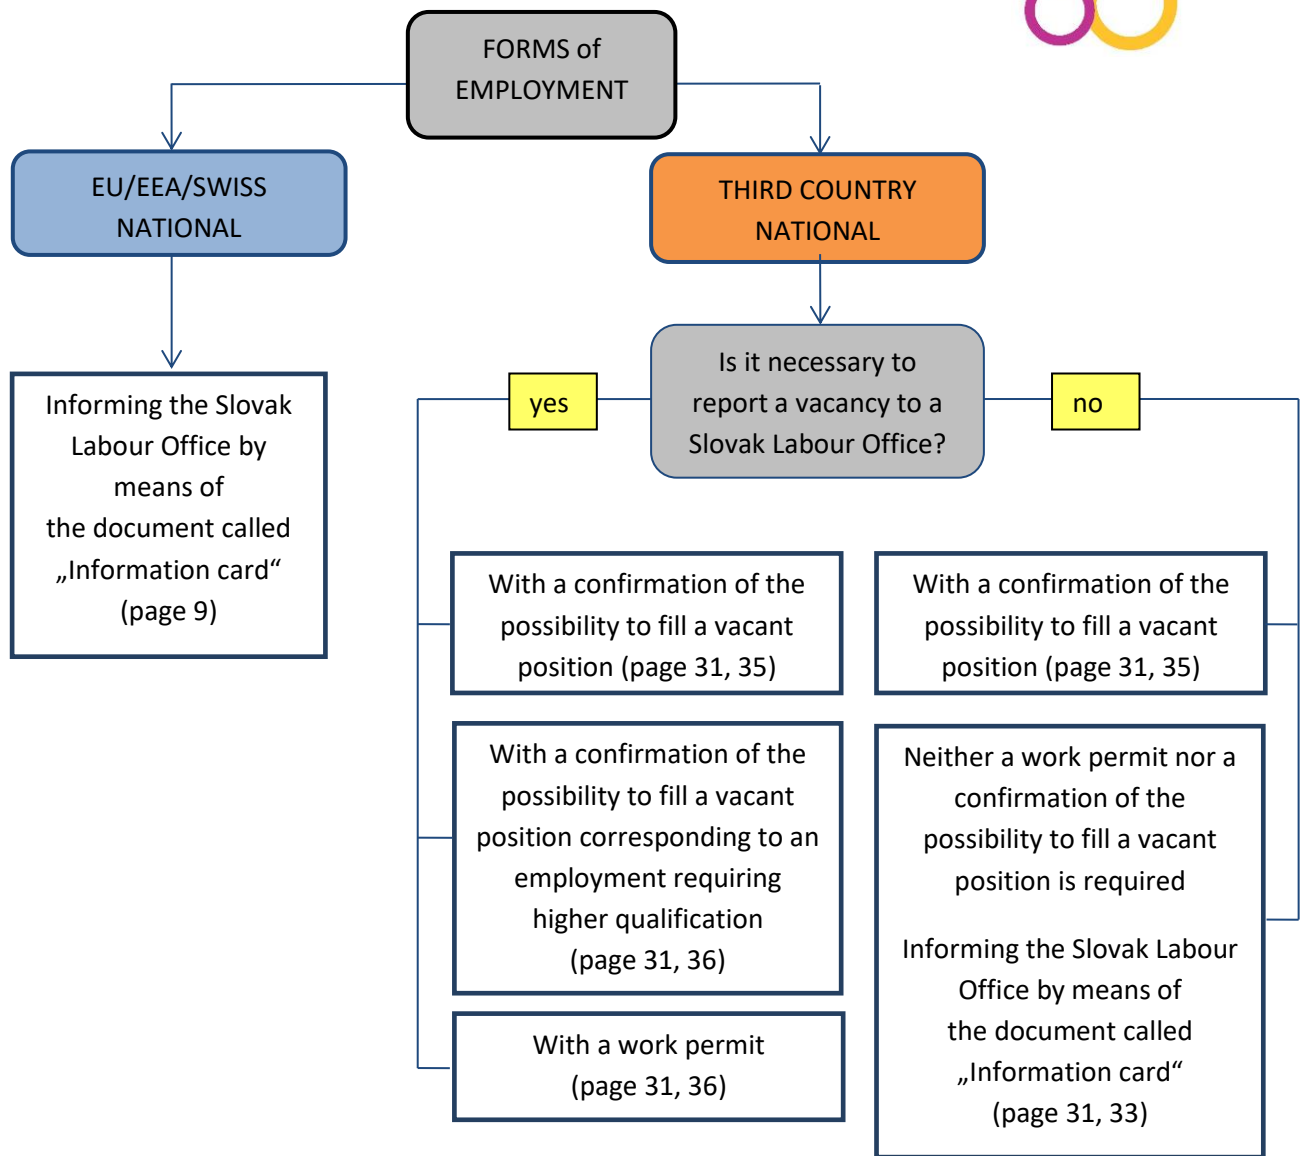 FORMS of
EMPLOYMENT
EU/EEA/SWISS
NATIONAL
THIRD COUNTRY
NATIONAL
Informing the Slovak
Labour Office by
means of
the document called
„Information card“
(page 9)
Is it necessary to
report a vacancy to a
Slovak Labour Office?
yes
no
With a confirmation of the
possibility to fill a vacant
position (page 31, 35)
With a confirmation of the
possibility to fill a vacant
position corresponding to an
employment requiring
higher qualification
(page 31, 36)
With a work permit
(page 31, 36)
With a confirmation of the
possibility to fill a vacant
position (page 31, 35)
Neither a work permit nor a
confirmation of the
possibility to fill a vacant
position is required
Informing the Slovak Labour
Office by means of
the document called
„Information card“
(page 31, 33)